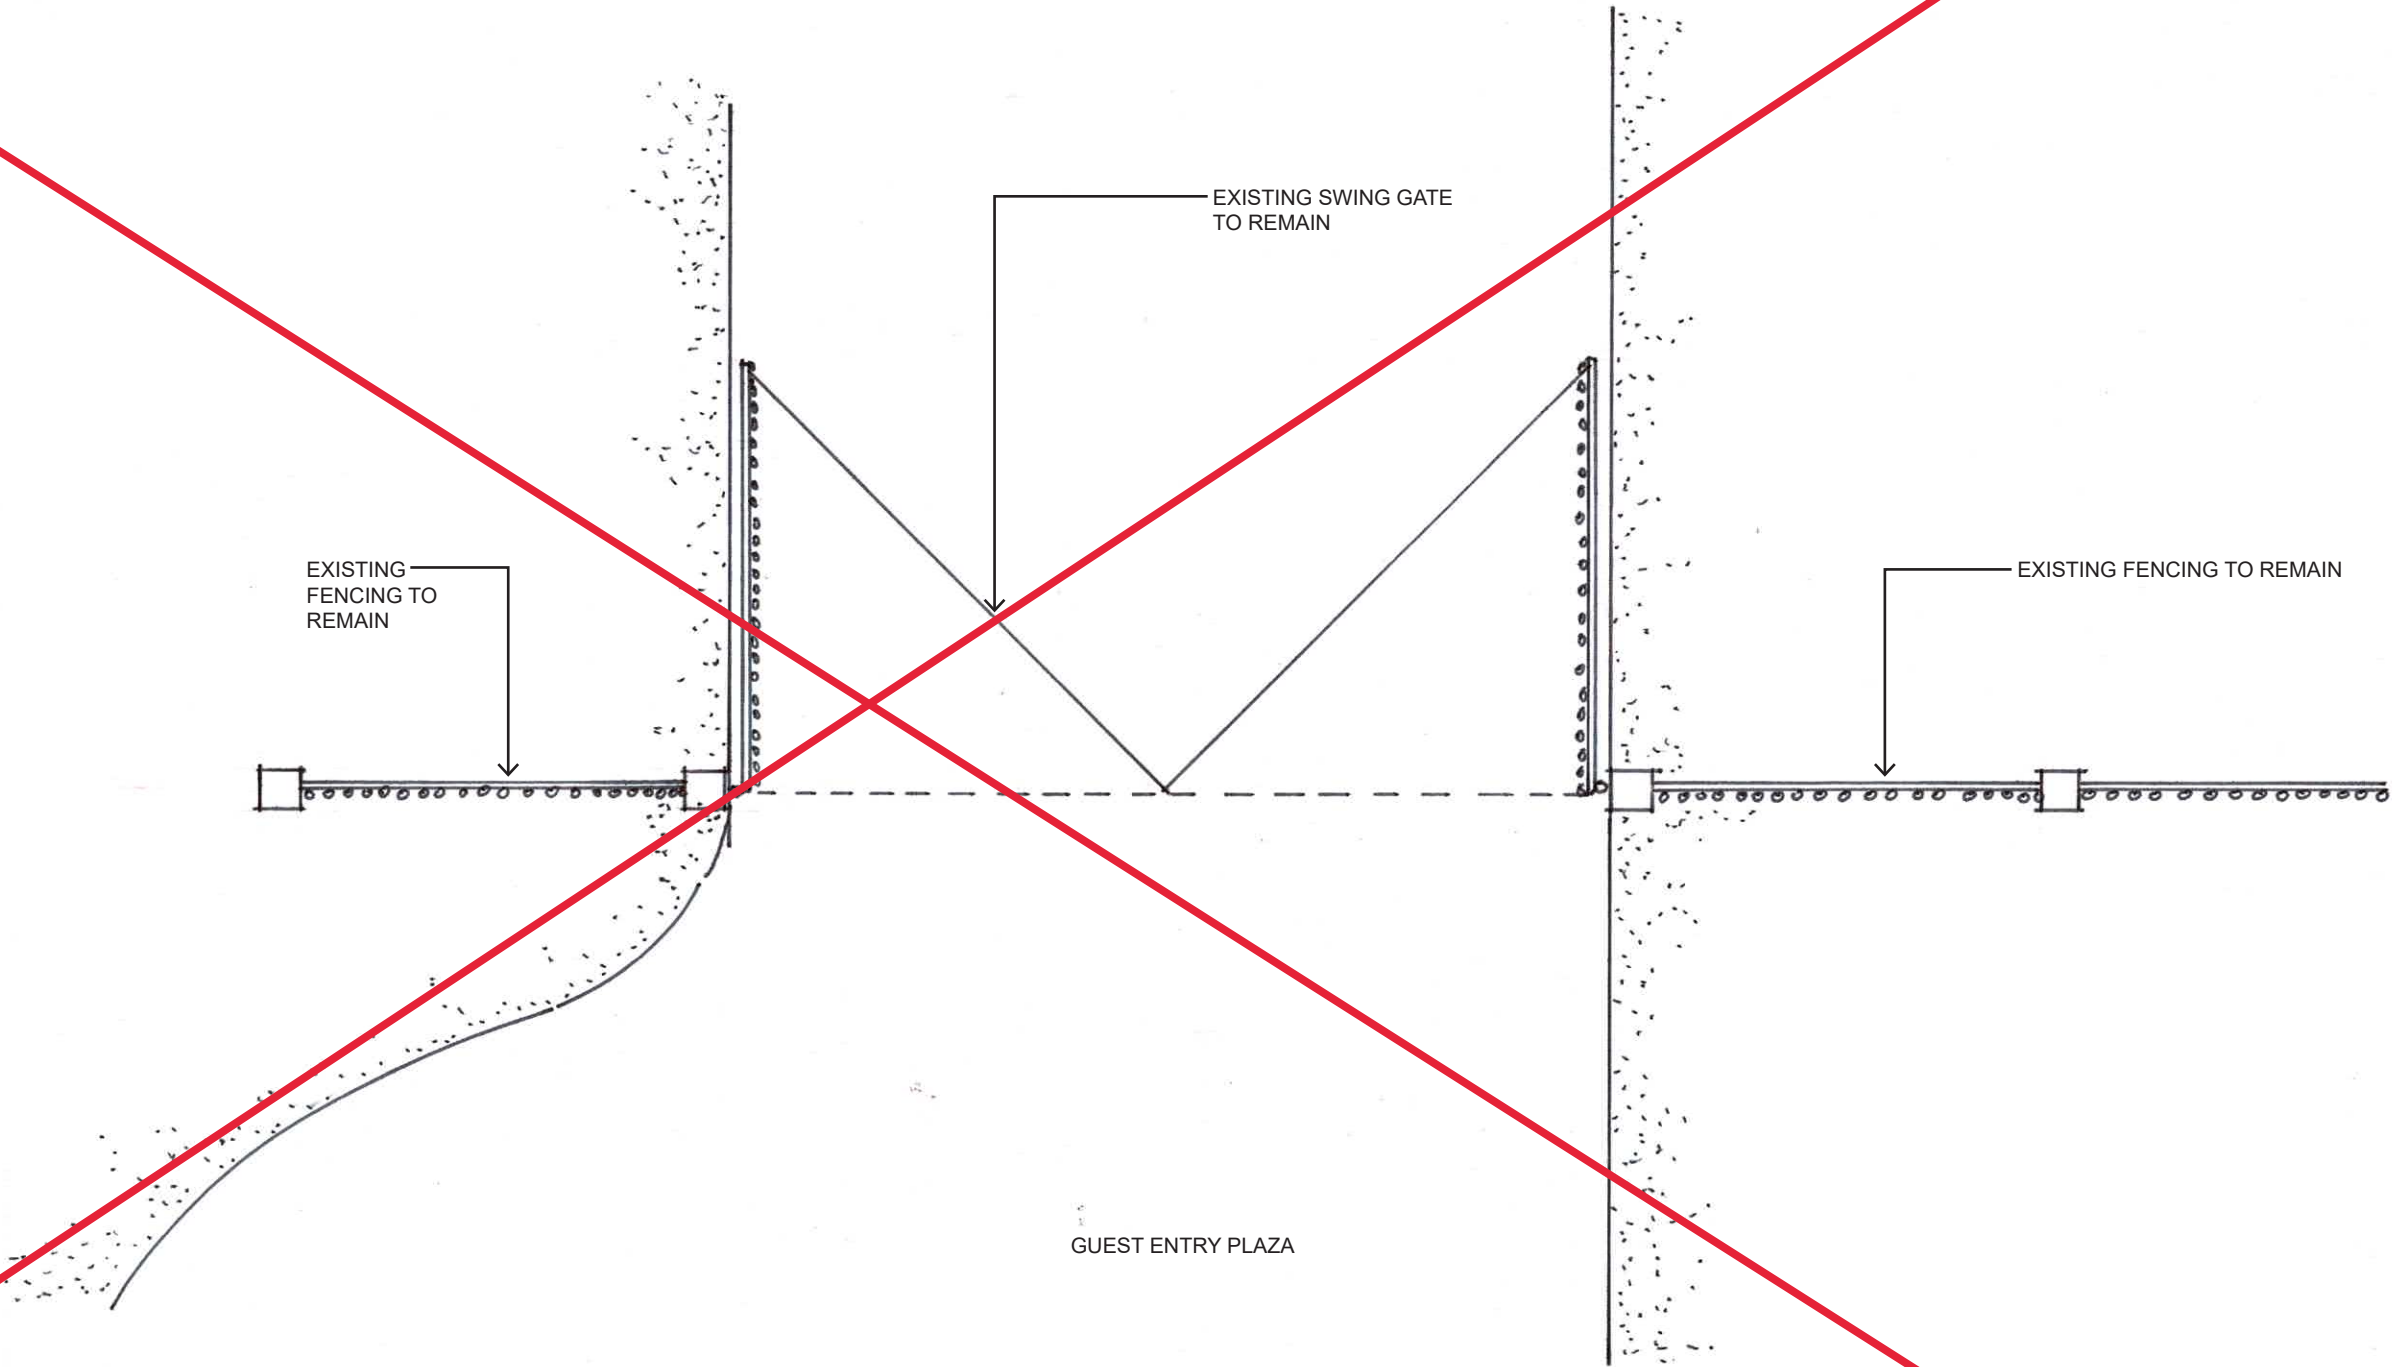 EXISTING SWING GATE
TO REMAIN
EXISTING
FENCING TO
REMAIN
EXISTING FENCING TO REMAIN
GUEST ENTRY PLAZA